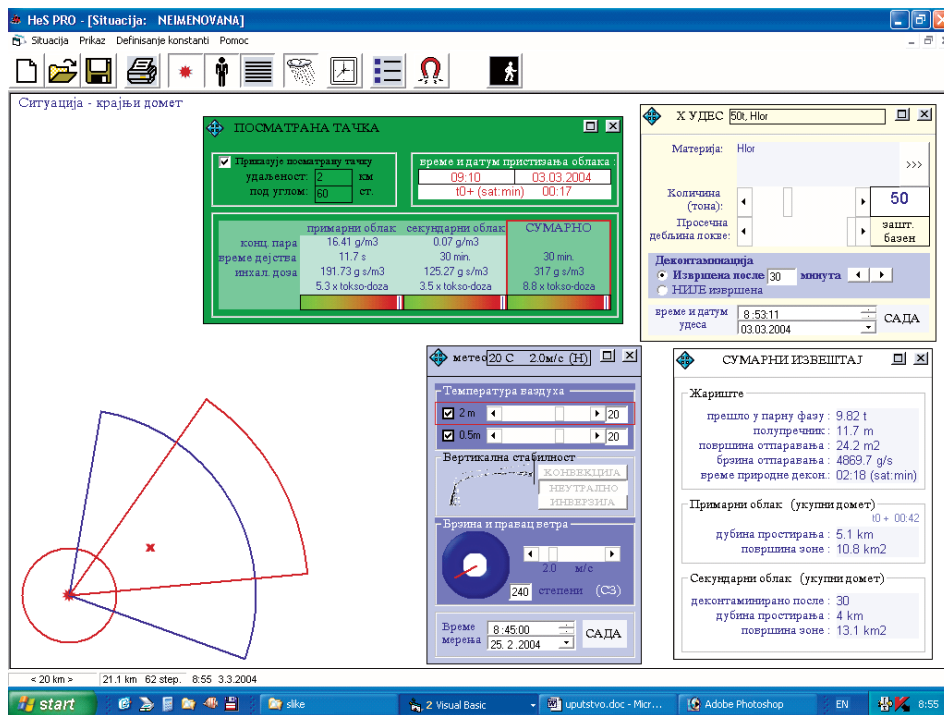 HeS PRO - [Situacija: NEIMENOVANA]
Situacija Prikaz Definisanje konstanti Pomoc
Ситуација - крајњи домет
ПОСМАТРАНА ТАЧКА
Приказује посматрану тачку
удаљеност: 2 км
под углом: 60 ст.
време и датум пристизања облака :
09:10 03.03.2004
t0+ (sat:min) 00:17
примарни облак секундарни облак СУМАРНО
конц. пара 16.41 g/m3 0.07 g/m3
време дејства 11.7 s 30 min. 30 min.
инхал. доза 191.73 g s/m3 125.27 g s/m3 317 g s/m3
5.3 x tokso-doza 3.5 x tokso-doza 8.8 x tokso-doza
Х УДЕС 50t, Hlor
Материја: Hlor
>>>
Количина (тона): 50
Просечна дебљина локве: зашт. базен
Деконтаминација
Извршена после 30 минута
НИЈЕ извршена
време и датум удеса 8:53:11 САДА
03.03.2004
метео 20 C 2.0м/с (Н)
Температура ваздуха
2 m 20
0.5m 20
Вертикална стабилност
КОНВЕКЦИЈА
НЕУТРАЛНО
ИНВЕРЗИЈА
Брзина и правац ветра
2.0 м/с
240 степени (СЗ)
Време мерења 8:45:00 САДА
25. 2.2004
СУМАРНИ ИЗВЕШТАЈ
Жариште
прешло у парну фазу : 9.82 t
полупречник : 11.7 m
површина отпаравања : 24.2 m2
брзина отпаравања : 4869.7 g/s
време природне декон.: 02:18 (sat:min)
Примарни облак (укупни домет)
t0 + 00:42
дубина простирања : 5.1 km
површина зоне : 10.8 km2
Секундарни облак (укупни домет)
деконтаминирано после : 30
дубина простирања : 4 km
површина зоне : 13.1 km2
< 20 km > 21.1 km 62 step. 8:55 3.3.2004
start slike 2 Visual Basic uputstvo.doc - Micr... Adobe Photoshop EN 8:55